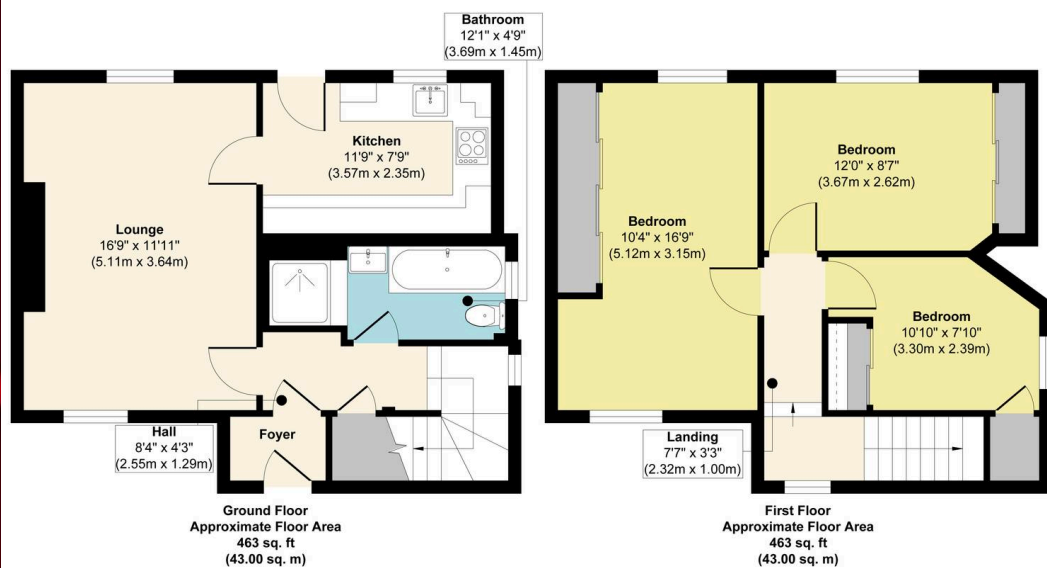 Bathroom
12'1" x 4'9"
(3.69m x 1.45m)
Kitchen
11'9" x 7'9"
(3.57m x 2.35m)
Lounge
16'9" x 11'11"
(5.11m x 3.64m)
Hall
8'4" x 4'3"
(2.55m x 1.29m)
Foyer
Ground Floor
Approximate Floor Area
463 sq. ft
(43.00 sq. m)
Bedroom
12'0" x 8'7"
(3.67m x 2.62m)
Bedroom
10'4" x 16'9"
(5.12m x 3.15m)
Bedroom
10'10" x 7'10"
(3.30m x 2.39m)
Landing
7'7" x 3'3"
(2.32m x 1.00m)
First Floor
Approximate Floor Area
463 sq. ft
(43.00 sq. m)